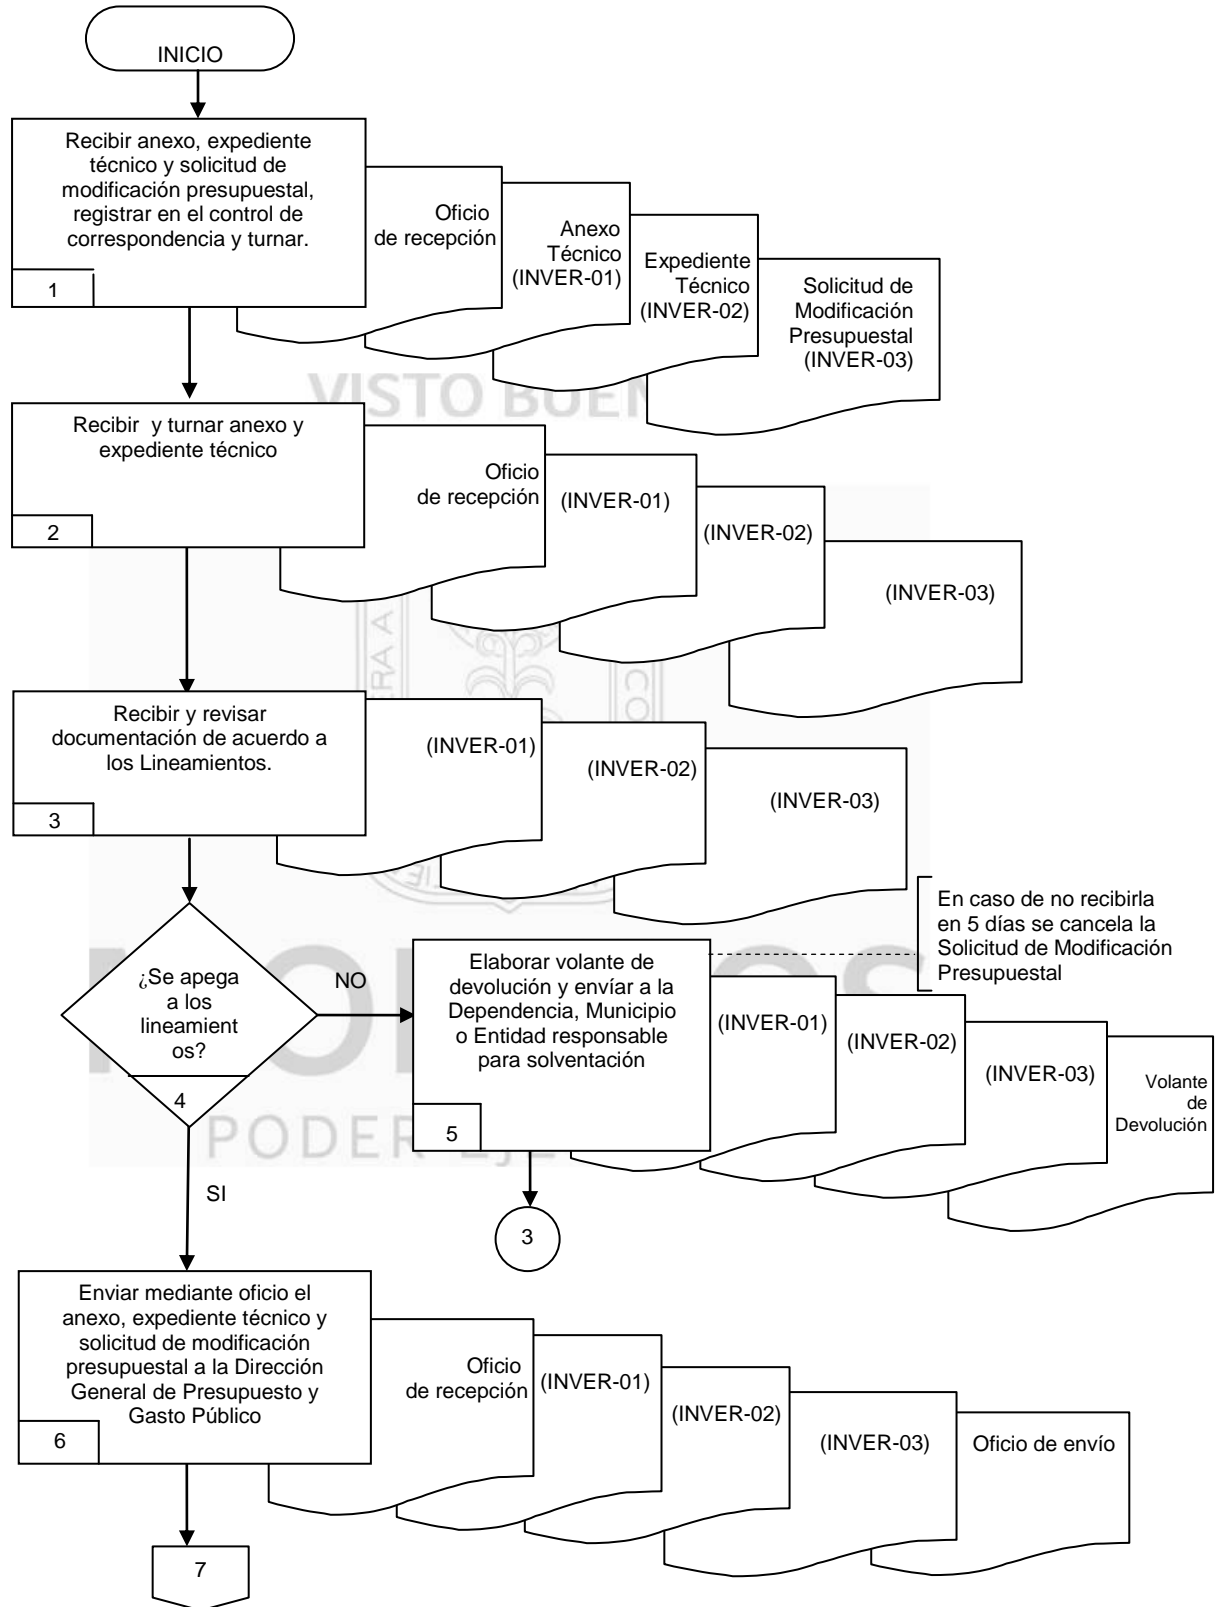 INICIO
Recibir anexo, expediente
técnico y solicitud de
modificación presupuestal,
registrar en el control de
correspondencia y turnar.
1
Oficio
de recepción
Anexo
Técnico
(INVER-01)
Expediente
Técnico
(INVER-02)
Solicitud de
Modificación
Presupuestal
(INVER-03)
VISTO BUEN
Recibir y turnar anexo y
expediente técnico
2
Oficio
de recepción
(INVER-01)
(INVER-02)
(INVER-03)
Recibir y revisar
documentación de acuerdo a
los Lineamientos.
3
(INVER-01)
(INVER-02)
(INVER-03)
¿Se apega
a los
lineamient
os?
4
NO
SI
Elaborar volante de
devolución y envíar a la
Dependencia, Municipio
o Entidad responsable
para solventación
5
En caso de no recibirla
en 5 días se cancela la
Solicitud de Modificación
Presupuestal
(INVER-01)
(INVER-02)
(INVER-03)
Volante
de
Devolución
3
PODER EJE
Enviar mediante oficio el
anexo, expediente técnico y
solicitud de modificación
presupuestal a la Dirección
General de Presupuesto y
Gasto Público
6
Oficio
de recepción
(INVER-01)
(INVER-02)
(INVER-03)
Oficio de envío
7